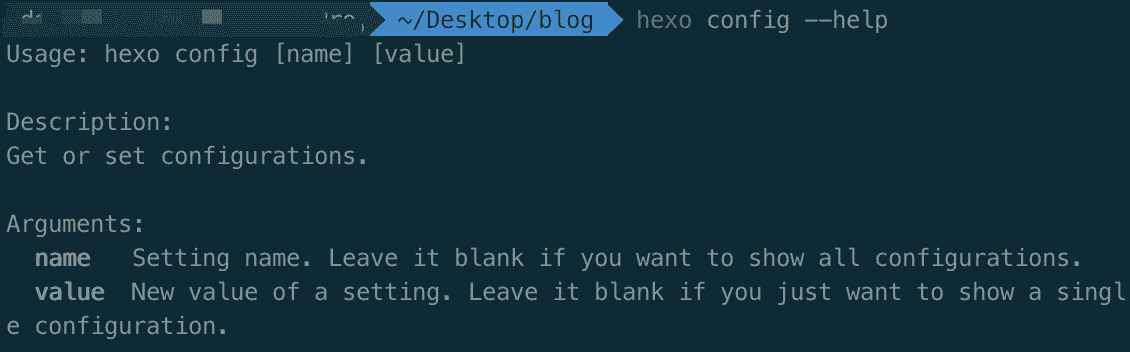 ~/Desktop/blog hexo config --help
Usage: hexo config [name] [value]
Description:
Get or set configurations.
Arguments:
name Setting name. Leave it blank if you want to show all configurations.
value New value of a setting. Leave it blank if you just want to show a singl
e configuration.